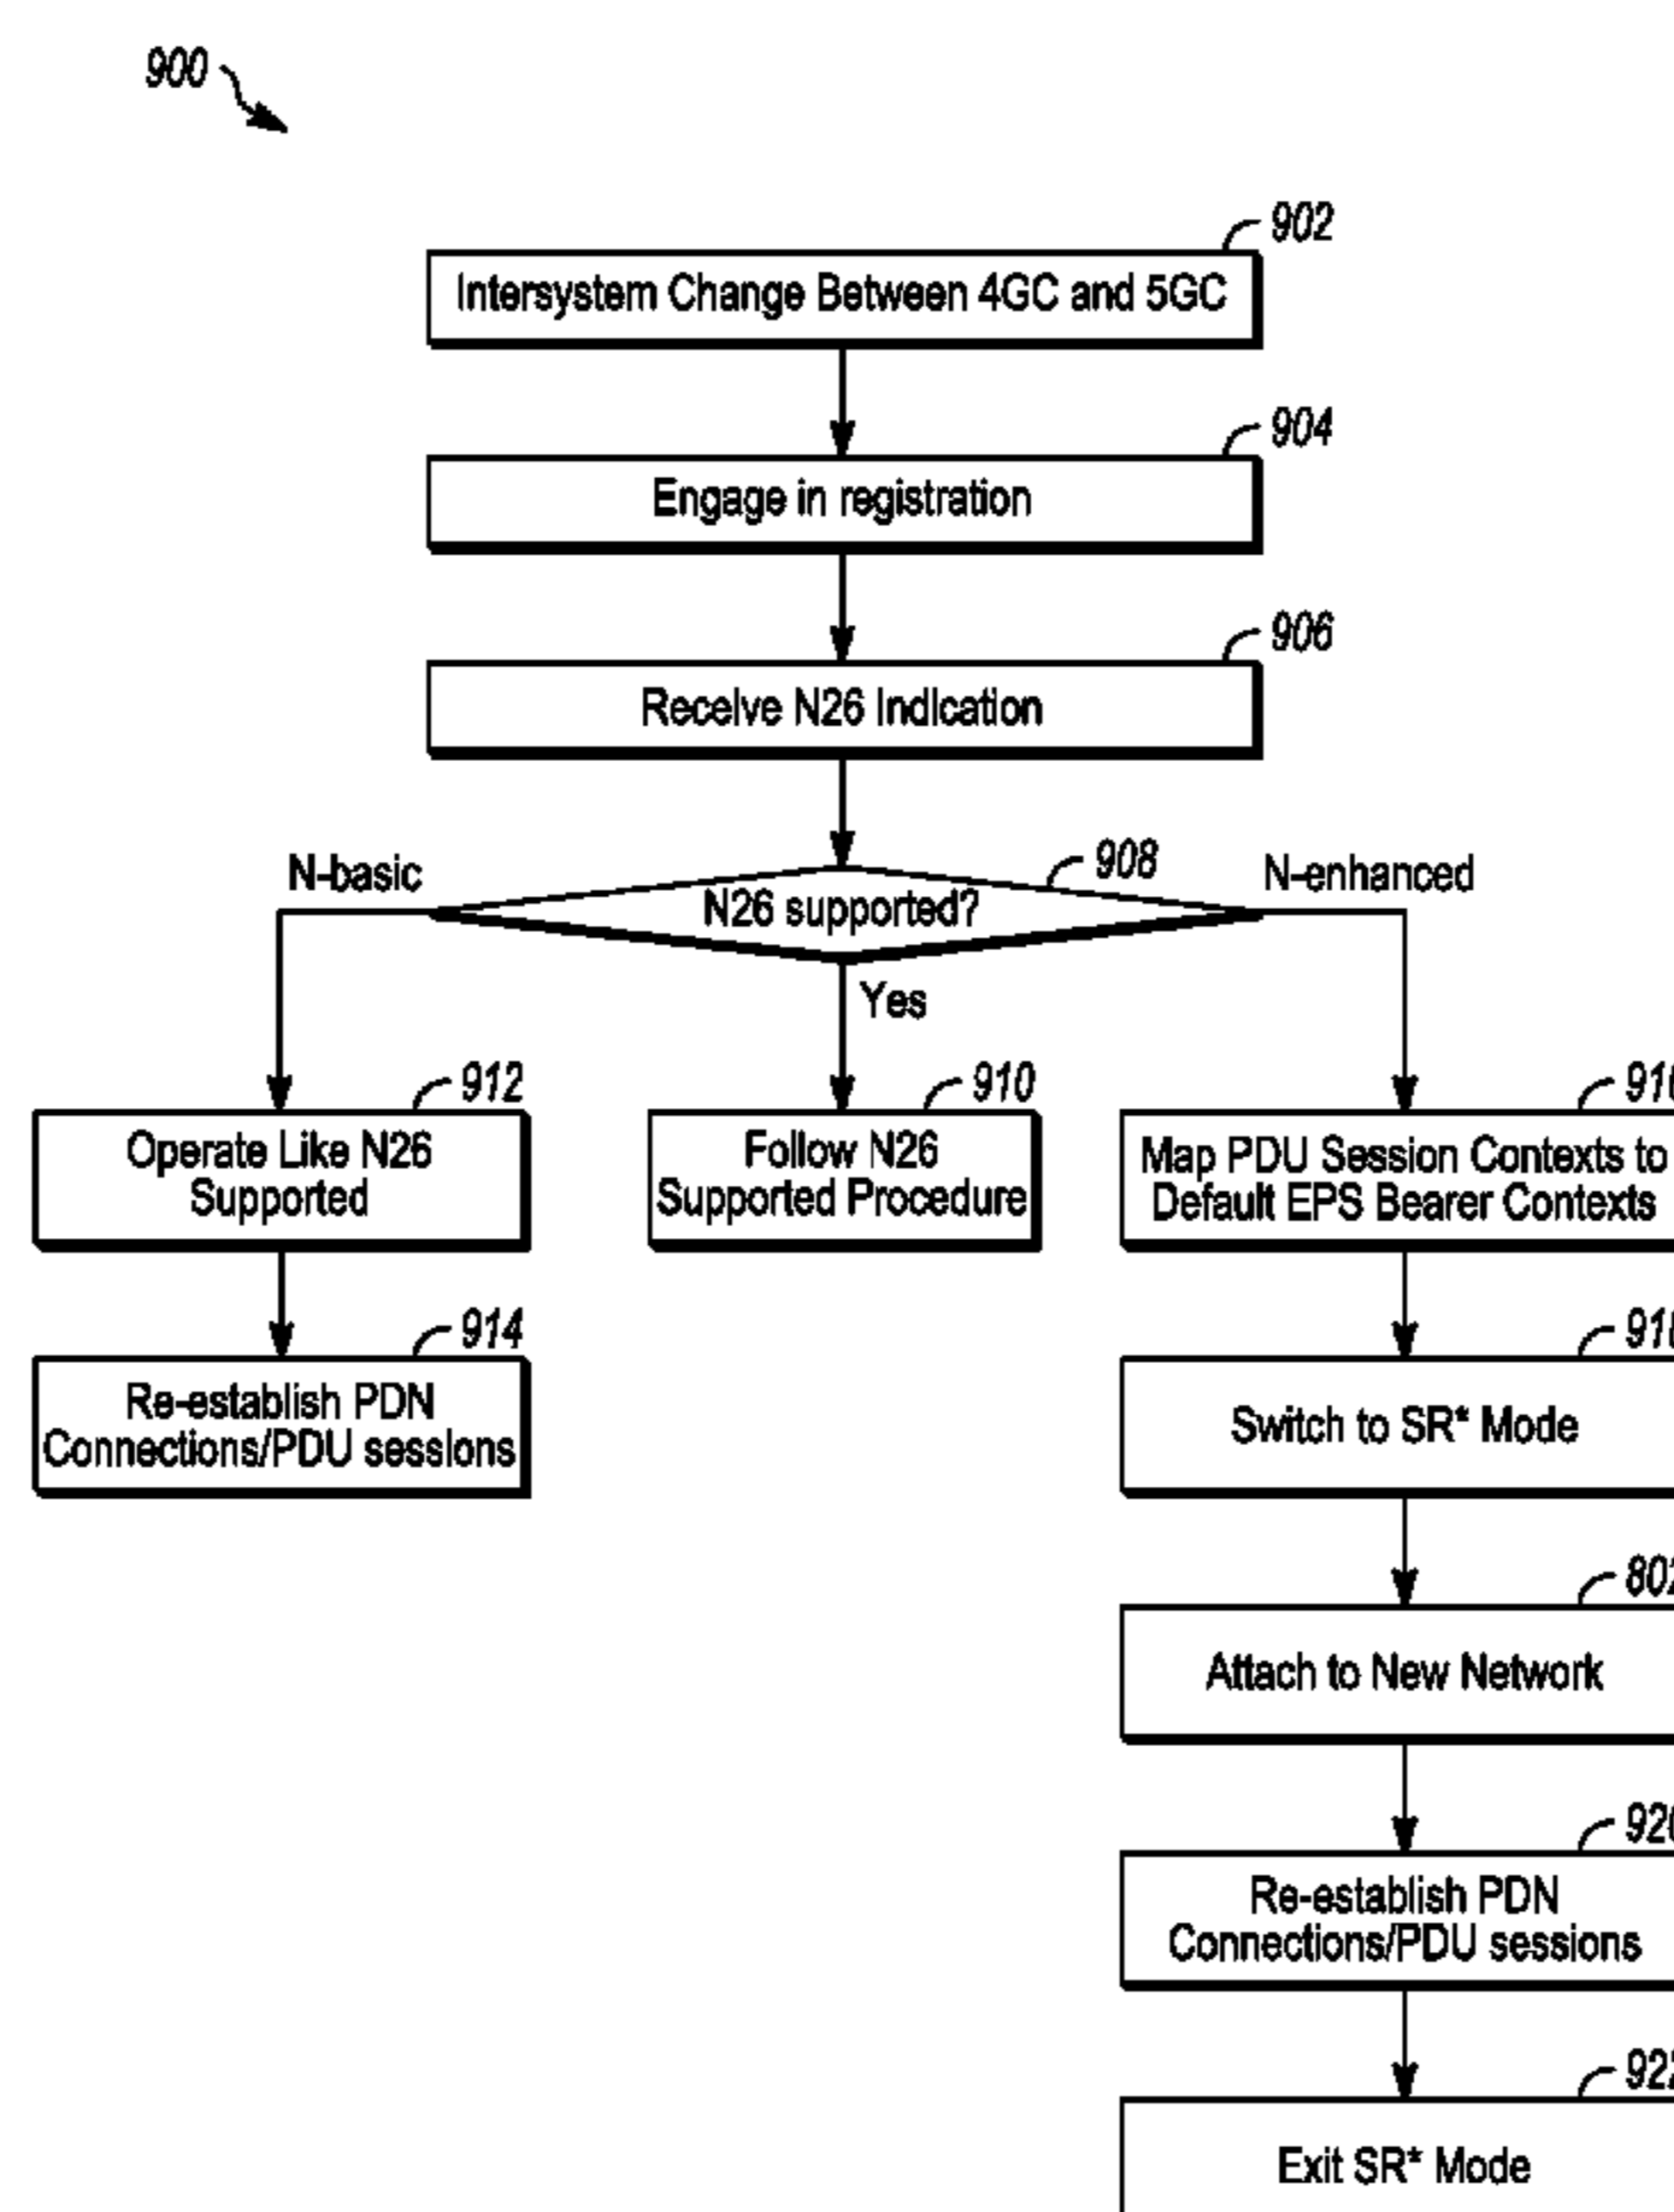 900
902
Intersystem Change Between 4GC and 5GC
904
Engage in registration
906
Receive N26 Indication
908
N-basic
N26 supported?
N-enhanced
Yes
912
Operate Like N26
Supported
910
Follow N26
Supported Procedure
Map PDU Session Contexts to
Default EPS Bearer Contexts
914
Re-establish PDN
Connections/PDU sessions
Switch to SR* Mode
Attach to New Network
Re-establish PDN
Connections/PDU sessions
Exit SR* Mode